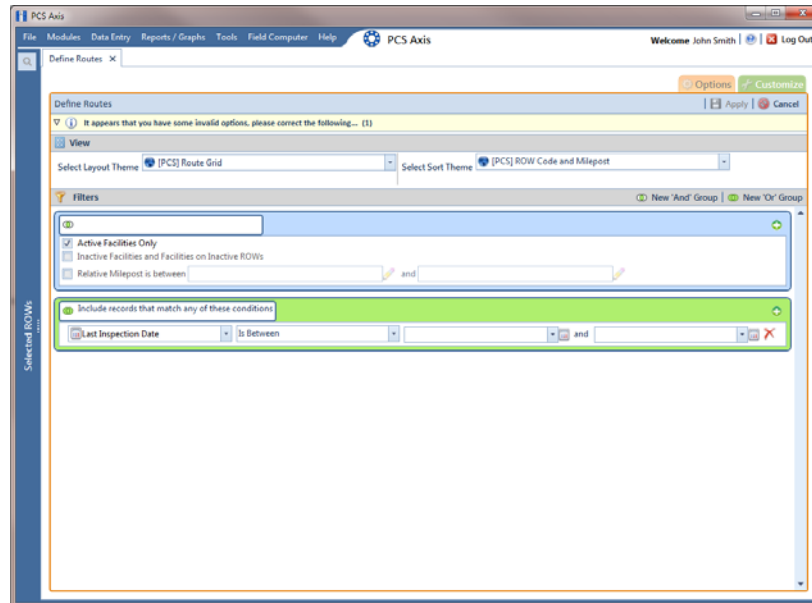 PCS Axis
File Modules Data Entry Reports / Graphs Tools Field Computer Help PCS Axis Welcome John Smith Log Out
Define Routes X
Options Customize
Define Routes Apply Cancel
It appears that you have some invalid options, please correct the following... (1)
View
Select Layout Theme [PCS] Route Grid Select Sort Theme [PCS] ROW Code and Milepost
Filters New 'And' Group New 'Or' Group
Active Facilities Only
Inactive Facilities and Facilities on Inactive ROWs
Relative Milepost is between and
Include records that match any of these conditions
Last Inspection Date Is Between and
Selected ROWs